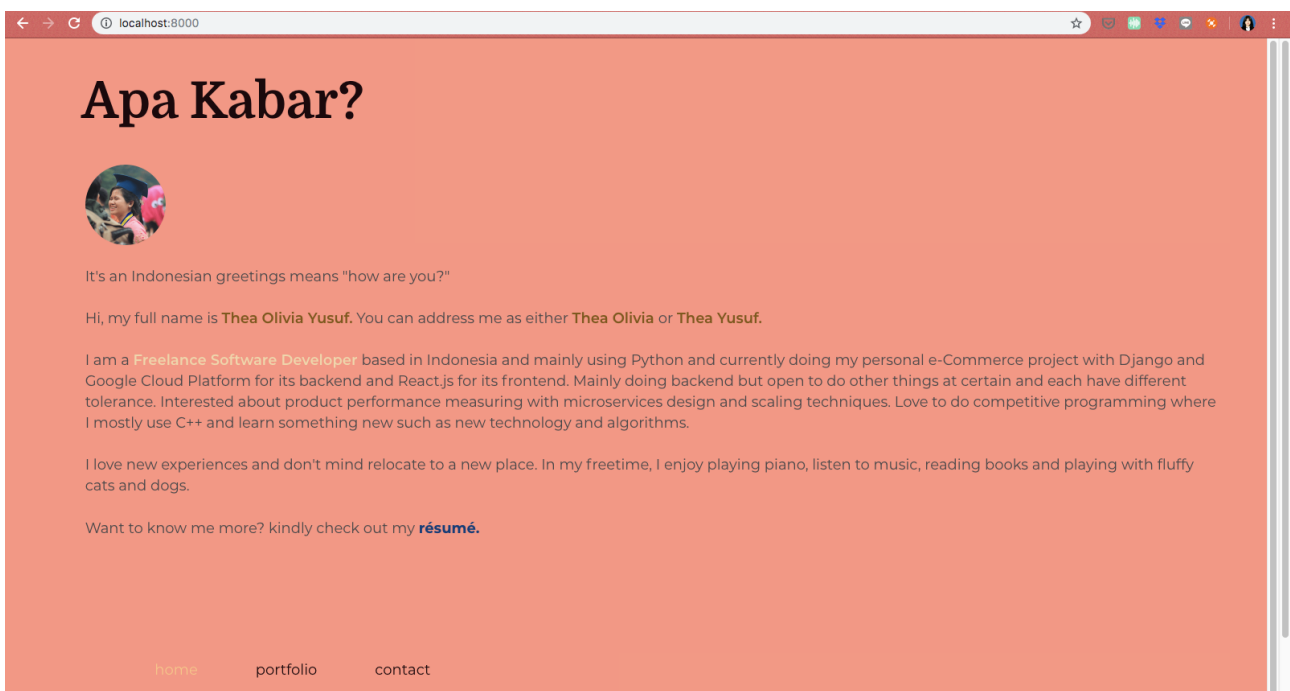 localhost:8000
Apa Kabar?
It's an Indonesian greetings means "how are you?"
Hi, my full name is Thea Olivia Yusuf. You can address me as either Thea Olivia or Thea Yusuf.
I am a Freelance Software Developer based in Indonesia and mainly using Python and currently doing my personal e-Commerce project with Django and
Google Cloud Platform for its backend and React.js for its frontend. Mainly doing backend but open to do other things at certain and each have different
tolerance. Interested about product performance measuring with microservices design and scaling techniques. Love to do competitive programming where
I mostly use C++ and learn something new such as new technology and algorithms.
I love new experiences and don't mind relocate to a new place. In my freetime, I enjoy playing piano, listen to music, reading books and playing with fluffy
cats and dogs.
Want to know me more? kindly check out my résumé.
home portfolio contact